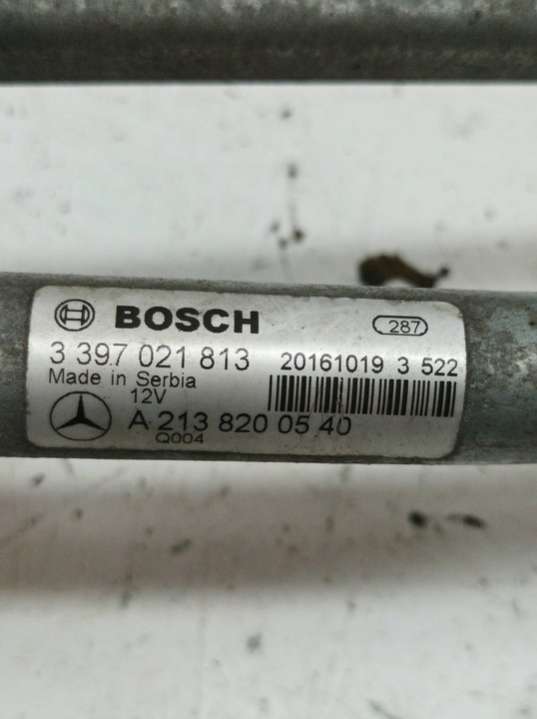 BOSCH
287
3 397 021 813
20161019 3 522
Made in Serbia
12V
A 213 820 05 40
Q004